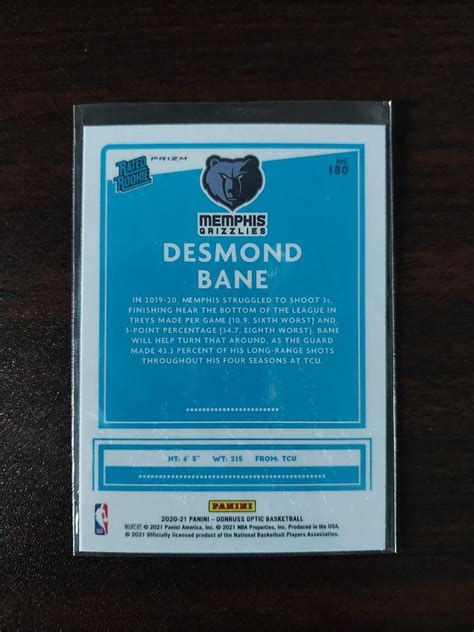 RATED
ROOKIE
PRIZM
NO.
180
MEMPHIS
GRIZZLIES
DESMOND
BANE
IN 2019-20, MEMPHIS STRUGGLED TO SHOOT 3s,
FINISHING NEAR THE BOTTOM OF THE LEAGUE IN
TREYS MADE PER GAME (10.9, SIXTH WORST) AND
3-POINT PERCENTAGE (34.7, EIGHTH WORST). BANE
WILL HELP TURN THAT AROUND, AS THE GUARD
MADE 43.3 PERCENT OF HIS LONG-RANGE SHOTS
THROUGHOUT HIS FOUR SEASONS AT TCU.
HT: 6' 5" WT: 215 FROM: TCU
PANINI
2020-21 PANINI – DONRUSS OPTIC BASKETBALL
© 2021 Panini America, Inc. © 2021 NBA Properties, Inc. Produced in the USA.
© 2021 Officially licensed product of the National Basketball Players Association.